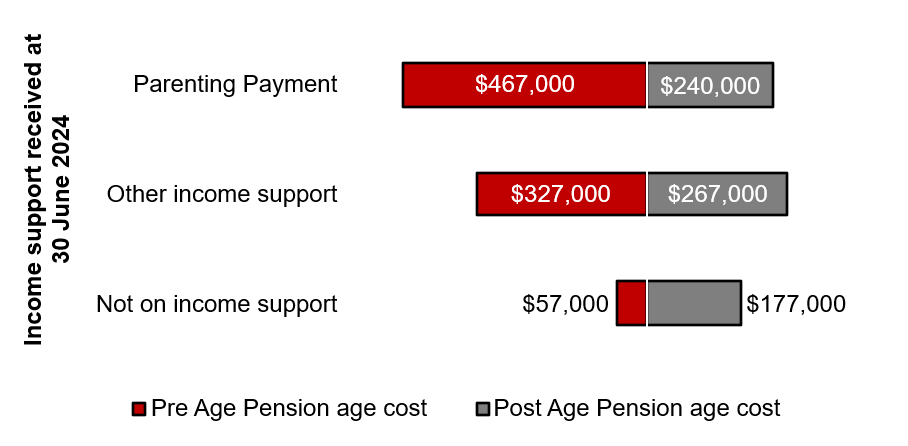 Income support received at
30 June 2024
Parenting Payment
$467,000
$240,000
Other income support
$327,000
$267,000
Not on income support
$57,000
$177,000
Pre Age Pension age cost
Post Age Pension age cost